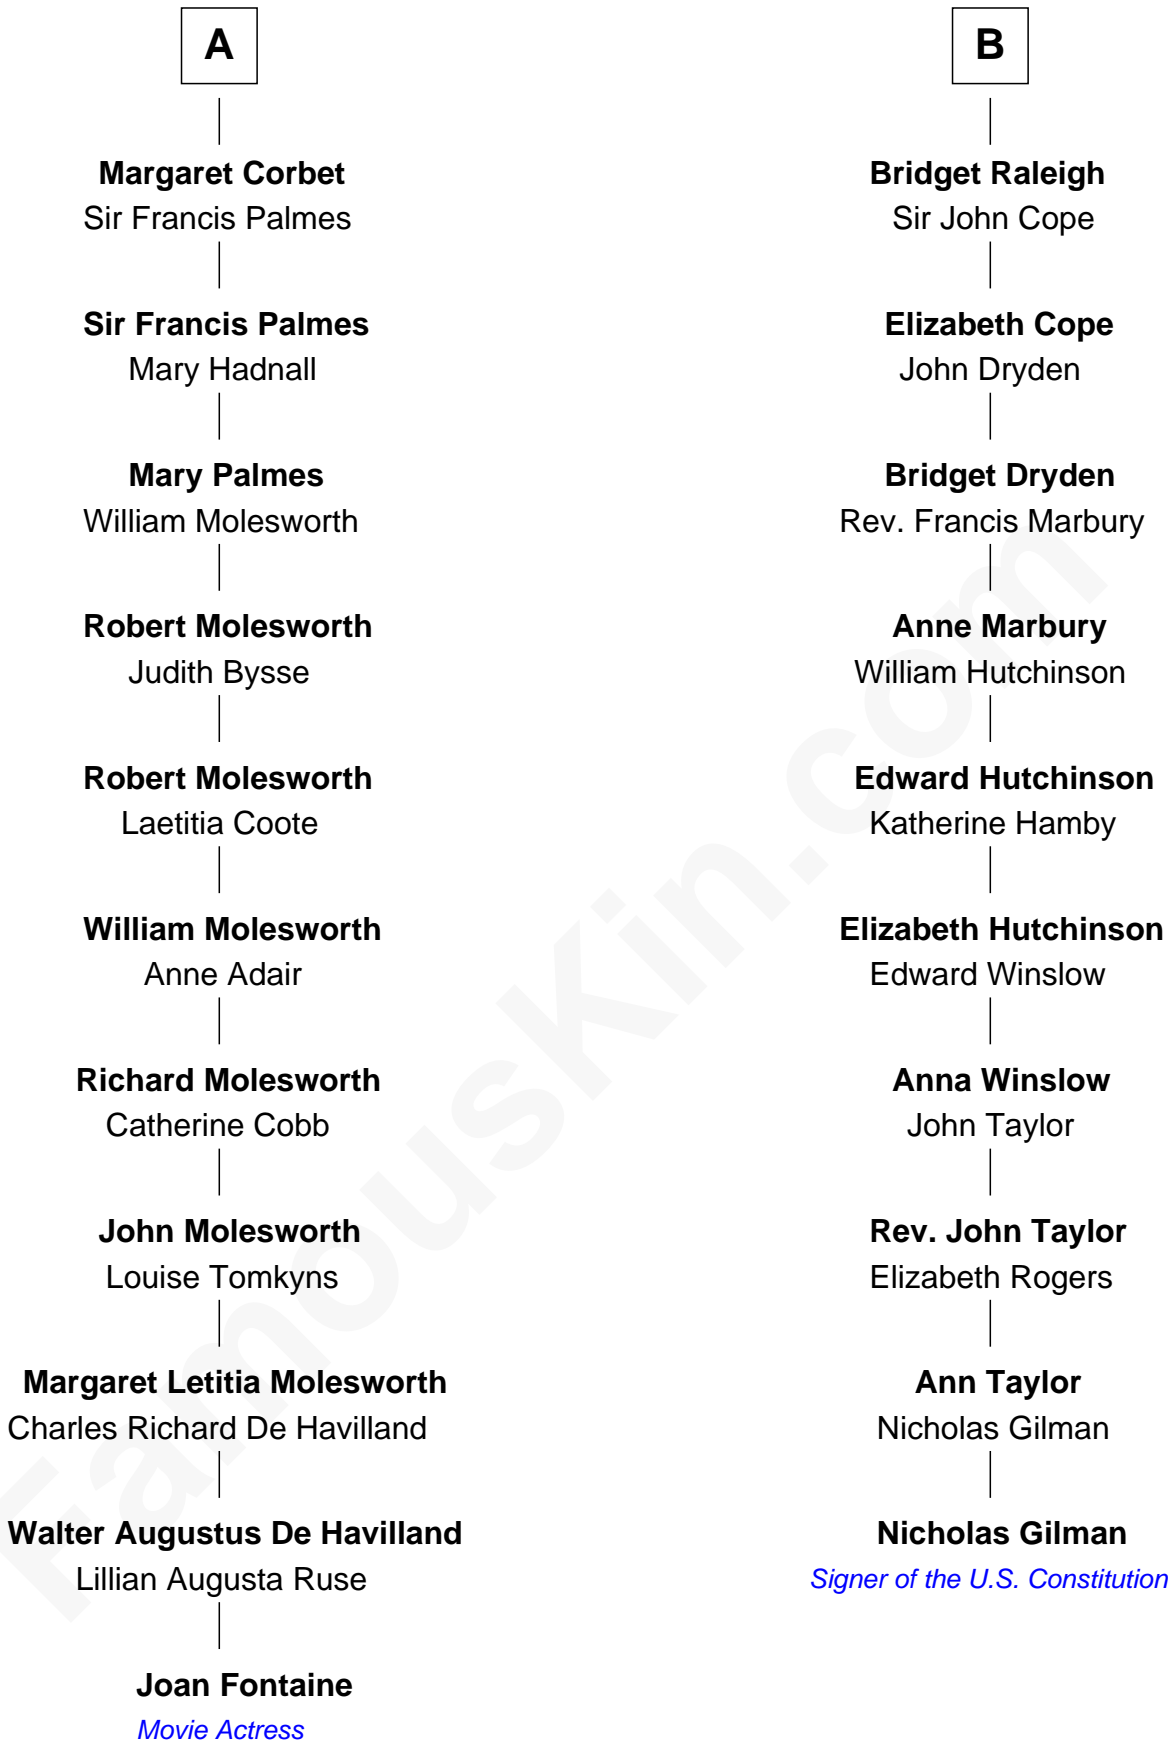 A
Margaret Corbet
Sir Francis Palmes
Sir Francis Palmes
Mary Hadnall
Mary Palmes
William Molesworth
Robert Molesworth
Judith Bysse
Robert Molesworth
Laetitia Coote
William Molesworth
Anne Adair
Richard Molesworth
Catherine Cobb
John Molesworth
Louise Tomkyns
Margaret Letitia Molesworth
Charles Richard De Havilland
Walter Augustus De Havilland
Lillian Augusta Ruse
Joan Fontaine
Movie Actress
B
Bridget Raleigh
Sir John Cope
Elizabeth Cope
John Dryden
Bridget Dryden
Rev. Francis Marbury
Anne Marbury
William Hutchinson
Edward Hutchinson
Katherine Hamby
Elizabeth Hutchinson
Edward Winslow
Anna Winslow
John Taylor
Rev. John Taylor
Elizabeth Rogers
Ann Taylor
Nicholas Gilman
Nicholas Gilman
Signer of the U.S. Constitution
FamousKin.com